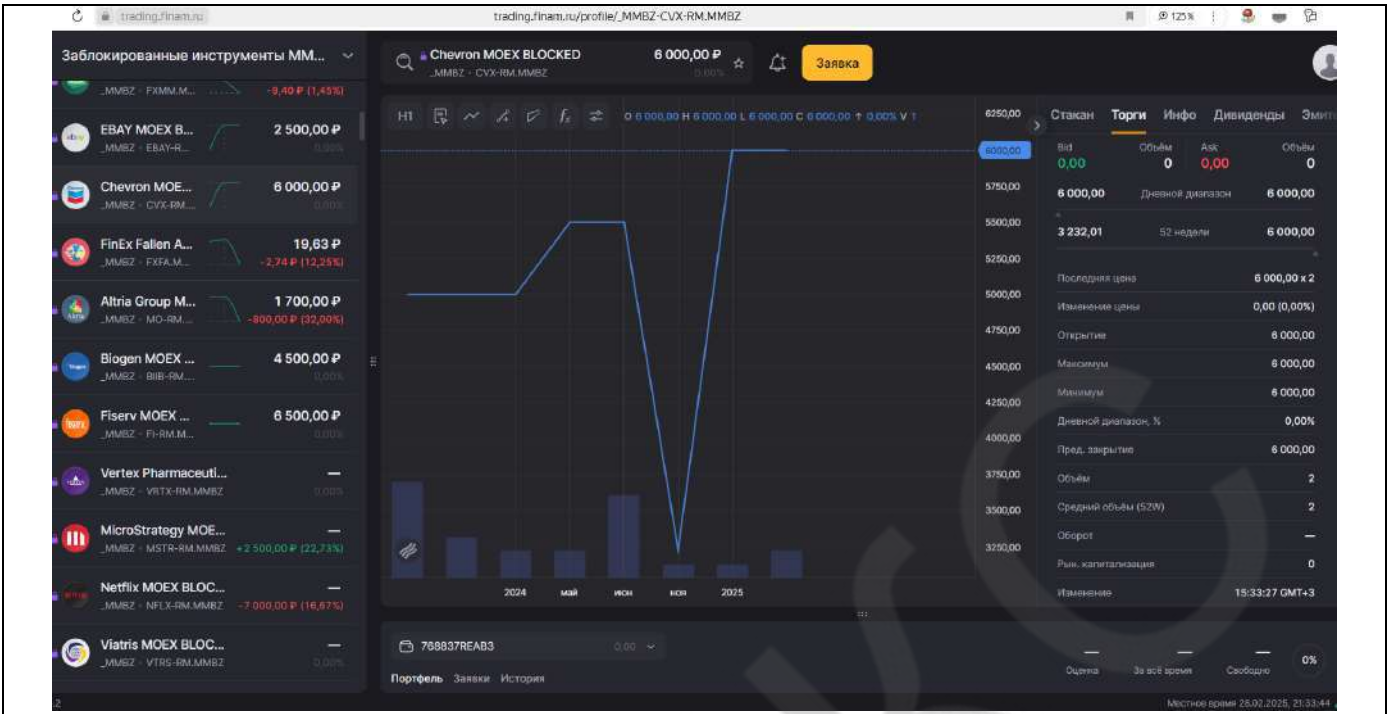 trading.finam.ru
trading.finam.ru/profile/_MMBZ-CVX-RM.MMBZ
125%
Заблокированные инструменты ММ...
_MMBZ - FXMM.M...
-9,40 ₽ (1,45%)
EBAY MOEX B...
2 500,00 ₽
_MMBZ - EBAY-R...
0,00%
Chevron MOE...
6 000,00 ₽
_MMBZ - CVX-RM....
0,00%
FinEx Fallen A...
19,63 ₽
_MMBZ - FXFA.M...
-2,74 ₽ (12,25%)
Altria Group M...
1 700,00 ₽
_MMBZ - MO-RM....
-800,00 ₽ (32,00%)
Biogen MOEX ...
4 500,00 ₽
_MMBZ - BIIB-RM....
0,00%
Fiserv MOEX ...
6 500,00 ₽
_MMBZ - FI-RM.M...
0,00%
Vertex Pharmaceuti...
—
_MMBZ - VRTX-RM.MMBZ
0,00%
MicroStrategy MOE...
—
_MMBZ - MSTR-RM.MMBZ
+2 500,00 ₽ (22,73%)
Netflix MOEX BLOC...
—
_MMBZ - NFLX-RM.MMBZ
-7 000,00 ₽ (16,67%)
Viatris MOEX BLOC...
—
_MMBZ - VTRS-RM.MMBZ
0,00%
Chevron MOEX BLOCKED
6 000,00 ₽
_MMBZ - CVX-RM.MMBZ
0,00%
Заявка
H1
O 6 000,00 H 6 000,00 L 6 000,00 C 6 000,00 ↑ 0,00% V 1
6250,00
6000,00
5750,00
5500,00
5250,00
5000,00
4750,00
4500,00
4250,00
4000,00
3750,00
3500,00
3250,00
2024 май июн ноя 2025
Стакан Торги Инфо Дивиденды Эмит
Bid Объём Ask Объём
0,00 0 0,00 0
6 000,00 Дневной диапазон 6 000,00
3 232,01 52 недели 6 000,00
Последняя цена 6 000,00 x 2
Изменение цены 0,00 (0,00%)
Открытие 6 000,00
Максимум 6 000,00
Минимум 6 000,00
Дневной диапазон, % 0,00%
Пред. закрытие 6 000,00
Объём 2
Средний объём (52W) 2
Оборот —
Рын. капитализация 0
Изменение 15:33:27 GMT+3
768837REAB3 0,00
Портфель Заявки История
— — — 0%
Оценка За всё время Свободно
Местное время 26.02.2025, 21:33:44